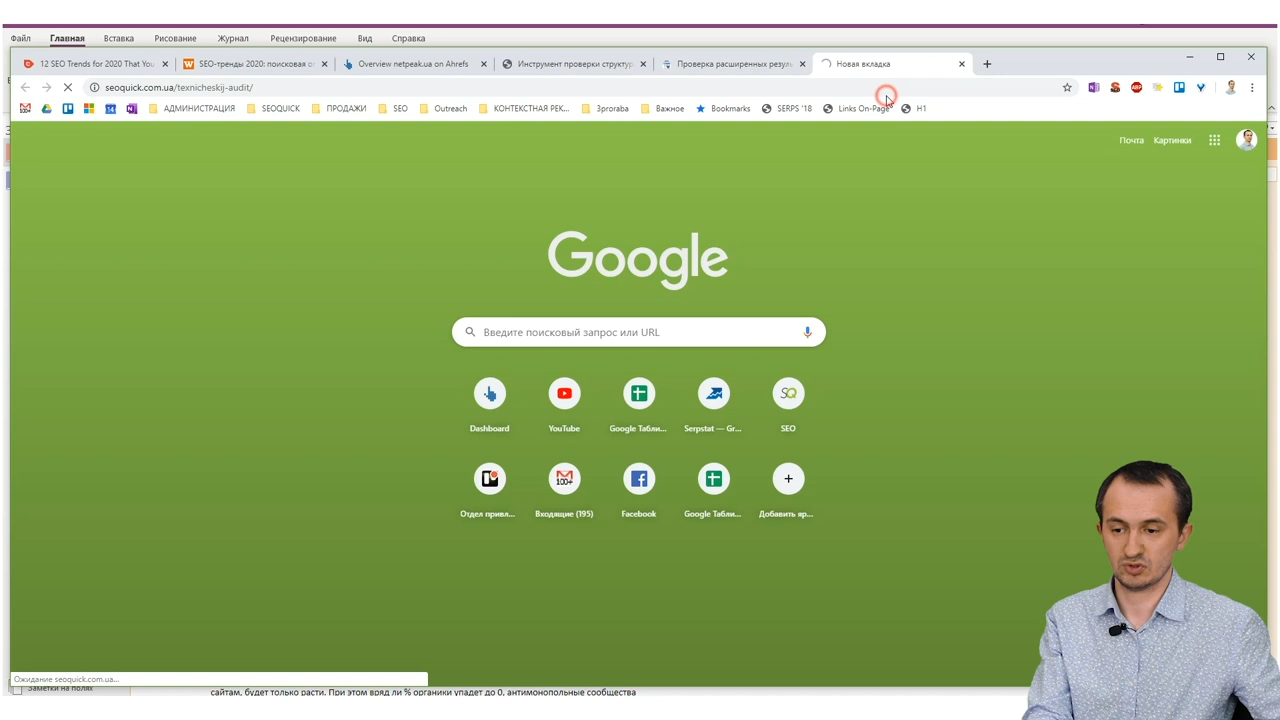 Файл Главная Вставка Рисование Журнал Рецензирование Вид Справка
12 SEO Trends for 2020 That You SEO-тренды 2020: поисковая о Overview netpeak.ua on Ahrefs Инструмент проверки структур Проверка расширенных резуль Новая вкладка
seoquick.com.ua/texnicheskij-audit/
АДМИНИСТРАЦИЯ SEOQUICK ПРОДАЖИ SEO Outreach КОНТЕКСТНАЯ РЕК... 3proraba Важное Bookmarks SERPS '18 Links On-Page H1
Почта Картинки
Google
Введите поисковый запрос или URL
SQ
Dashboard YouTube Google Табли... Serpstat — Gr... SEO
100+
Отдел привл... Входящие (195) Facebook Google Табли... Добавить яр...
Ожидание seoquick.com.ua...
Заметки на полях
сайтам, будет только расти. При этом вряд ли % органики упадет до 0, антимонопольные сообщества